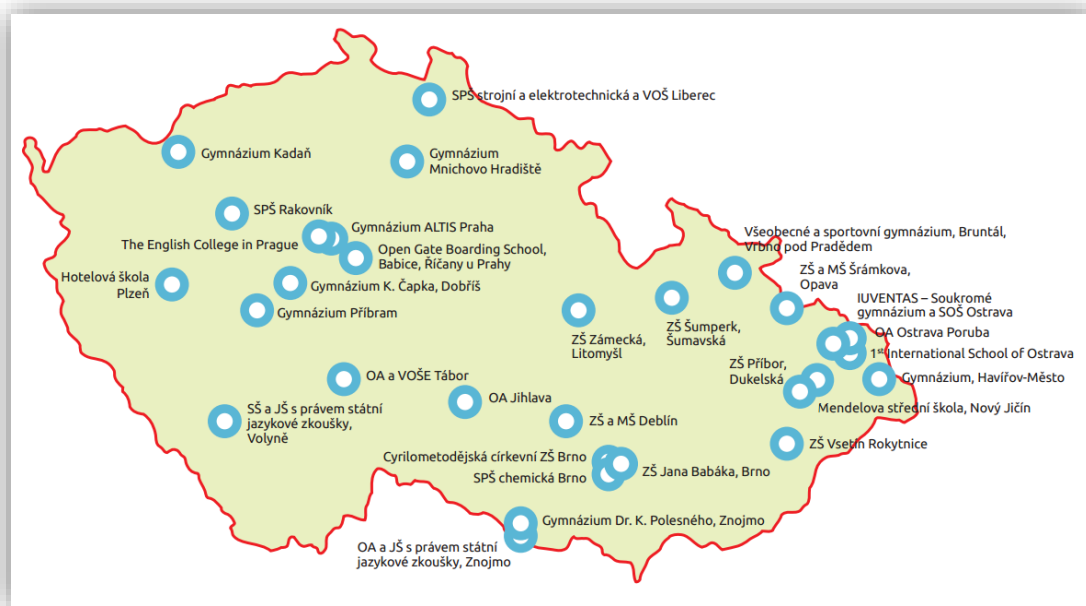 SPŠ strojní a elektrotechnická a VOŠ Liberec
Gymnázium Kadaň
Gymnázium
Mnichovo Hradiště
SPŠ Rakovník
Gymnázium ALTIS Praha
The English College in Prague
Open Gate Boarding School,
Babice, Říčany u Prahy
Všeobecné a sportovní gymnázium, Bruntál,
Vrbno pod Pradědem
Hotelová škola
Plzeň
Gymnázium K. Čapka, Dobříš
ZŠ a MŠ Šrámkova,
Opava
Gymnázium Příbram
IUVENTAS – Soukromé
gymnázium a SOŠ Ostrava
ZŠ Zámecká,
Litomyšl
ZŠ Šumperk,
Šumavská
OA Ostrava Poruba
1st International School of Ostrava
ZŠ Příbor,
Dukelská
Gymnázium, Havířov-Město
OA a VOŠE Tábor
OA Jihlava
Mendelova střední škola, Nový Jičín
SŠ a JŠ s právem státní
jazykové zkoušky,
Volyně
ZŠ a MŠ Deblín
ZŠ Vsetín Rokytnice
Cyrilometodějská církevní ZŠ Brno
SPŠ chemická Brno
ZŠ Jana Babáka, Brno
Gymnázium Dr. K. Polesného, Znojmo
OA a JŠ s právem státní
jazykové zkoušky, Znojmo